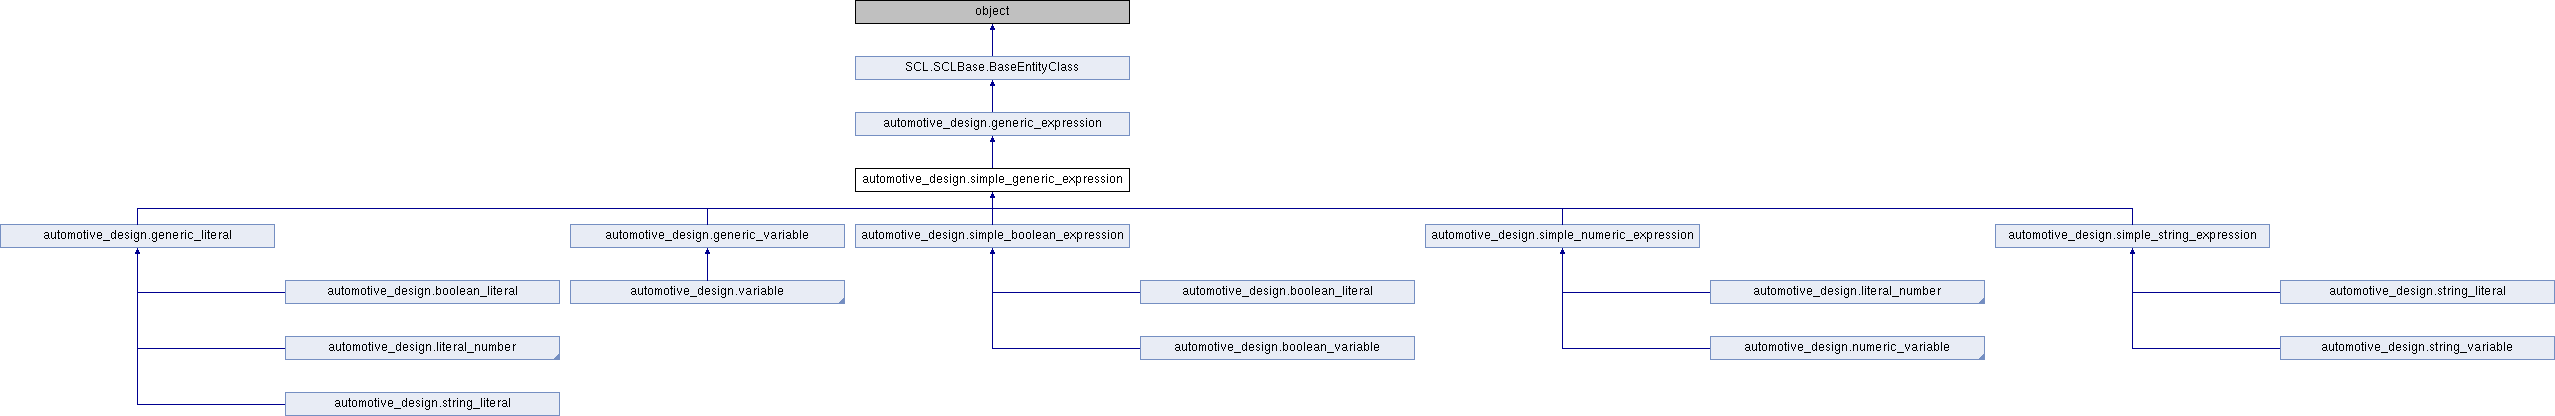 object
SCL.SCLBase.BaseEntityClass
automotive_design.generic_expression
automotive_design.simple_generic_expression
automotive_design.generic_literal
automotive_design.generic_variable
automotive_design.simple_boolean_expression
automotive_design.simple_numeric_expression
automotive_design.simple_string_expression
automotive_design.boolean_literal
automotive_design.variable
automotive_design.boolean_literal
automotive_design.literal_number
automotive_design.string_literal
automotive_design.literal_number
automotive_design.boolean_variable
automotive_design.numeric_variable
automotive_design.string_variable
automotive_design.string_literal